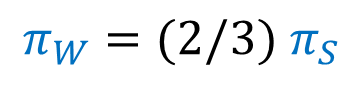 π_W = (2/3) π_S